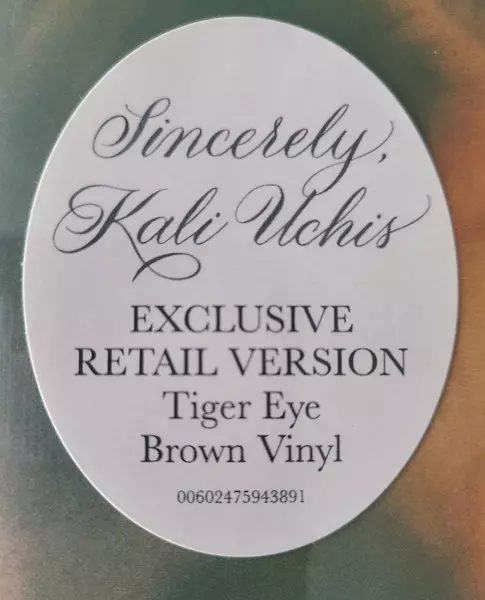 Sincerely,
Kali Uchis
EXCLUSIVE
RETAIL VERSION
Tiger Eye
Brown Vinyl
00602475943891